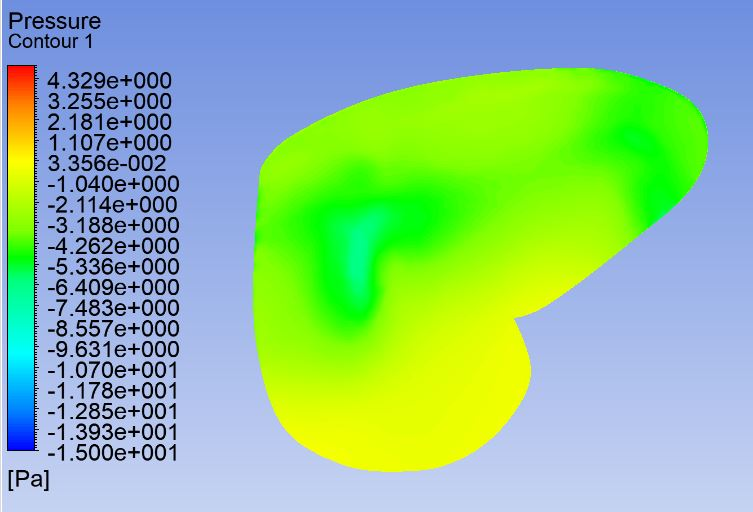 Pressure
Contour 1
4.329e+000
3.255e+000
2.181e+000
1.107e+000
3.356e-002
-1.040e+000
-2.114e+000
-3.188e+000
-4.262e+000
-5.336e+000
-6.409e+000
-7.483e+000
-8.557e+000
-9.631e+000
-1.070e+001
-1.178e+001
-1.285e+001
-1.393e+001
-1.500e+001
[Pa]